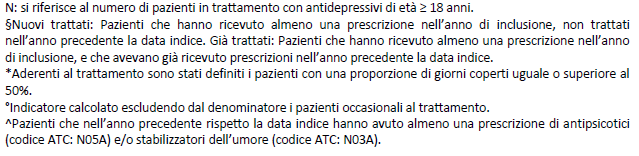 N: si riferisce al numero di pazienti in trattamento con antidepressivi di età ≥ 18 anni.
§Nuovi trattati: Pazienti che hanno ricevuto almeno una prescrizione nell'anno di inclusione, non trattati
nell'anno precedente la data indice. Già trattati: Pazienti che hanno ricevuto almeno una prescrizione nell'anno
di inclusione, e che avevano già ricevuto prescrizioni nell'anno precedente la data indice.
*Aderenti al trattamento sono stati definiti i pazienti con una proporzione di giorni coperti uguale o superiore al
50%.
°Indicatore calcolato escludendo dal denominatore i pazienti occasionali al trattamento.
^Pazienti che nell'anno precedente rispetto la data indice hanno avuto almeno una prescrizione di antipsicotici
(codice ATC: N05A) e/o stabilizzatori dell'umore (codice ATC: N03A).